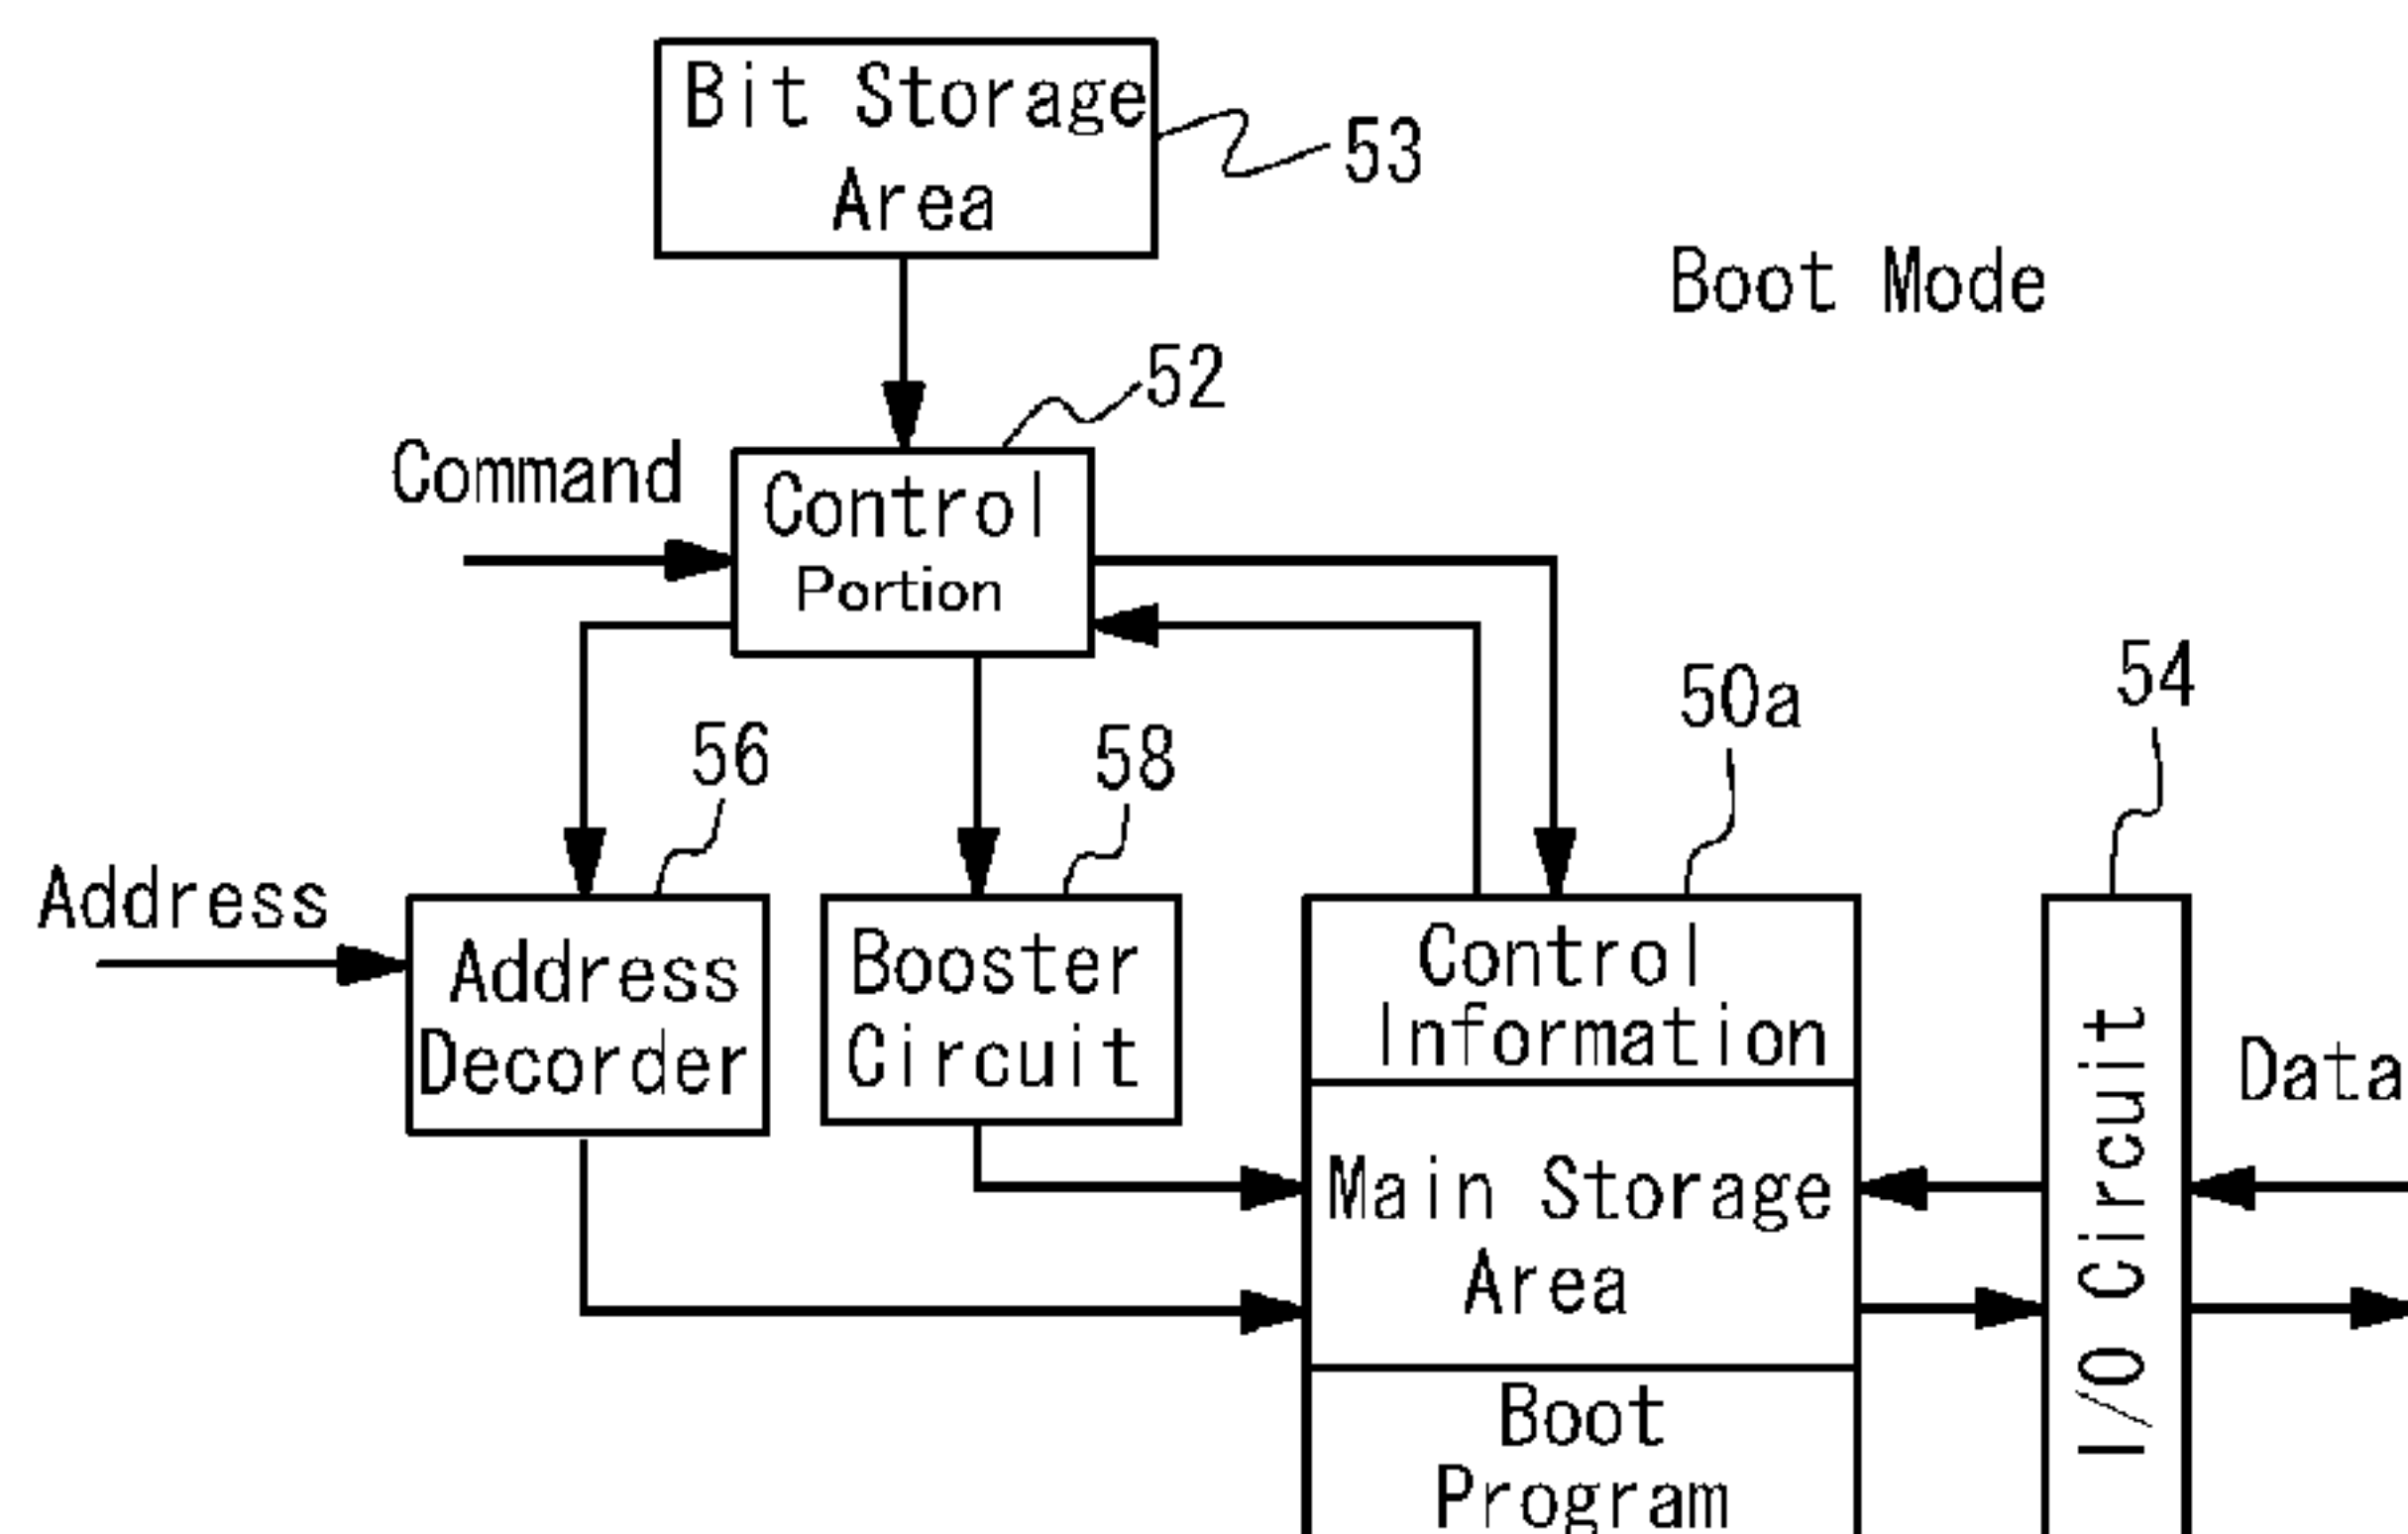 Bit Storage
Area
53
Boot Mode
52
Command
Control
Portion
54
50a
56
58
Address
Address
Decorder
Booster
Circuit
Control
Information
Main Storage
Area
Boot
Program
I/O Circuit
Data